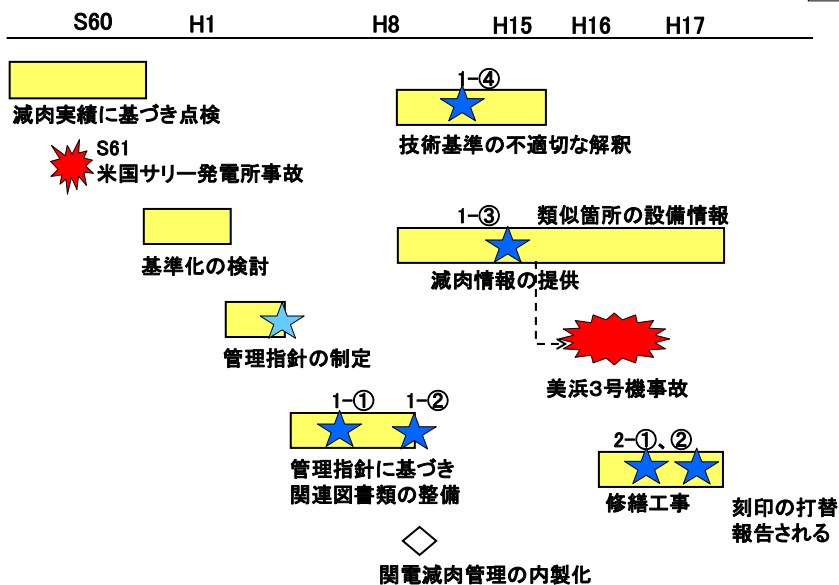 S60 H1 H8 H15 H16 H17
1-④
減肉実績に基づき点検
技術基準の不適切な解釈
S61
米国サリー発電所事故
1-③ 類似箇所の設備情報
基準化の検討
減肉情報の提供
管理指針の制定
美浜3号機事故
1-① 1-②
2-①、②
管理指針に基づき
関連図書類の整備
修繕工事
刻印の打替
報告される
関電減肉管理の内製化